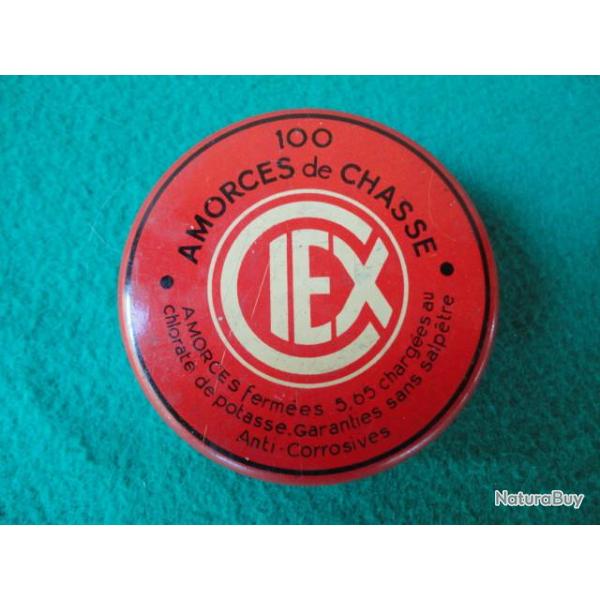 100
AMORCES de CHASSE
CIEX
AMORCES fermées 5,65 chargées au
chlorate de potasse. Garanties sans salpêtre
Anti-Corrosives
NaturaBuy